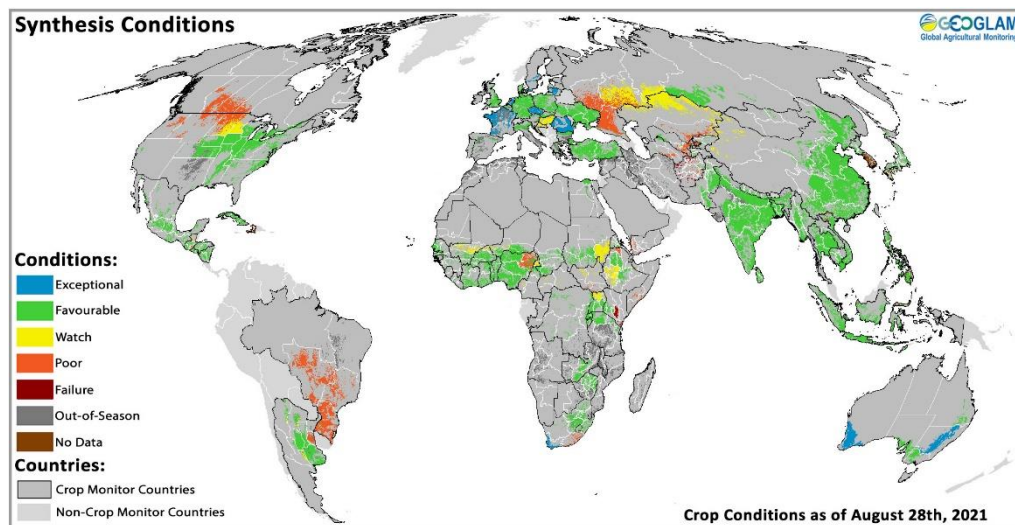 Synthesis Conditions
GEOGLAM
Global Agricultural Monitoring
Conditions:
Exceptional
Favourable
Watch
Poor
Failure
Out-of-Season
No Data
Countries:
Crop Monitor Countries
Non-Crop Monitor Countries
Crop Conditions as of August 28th, 2021